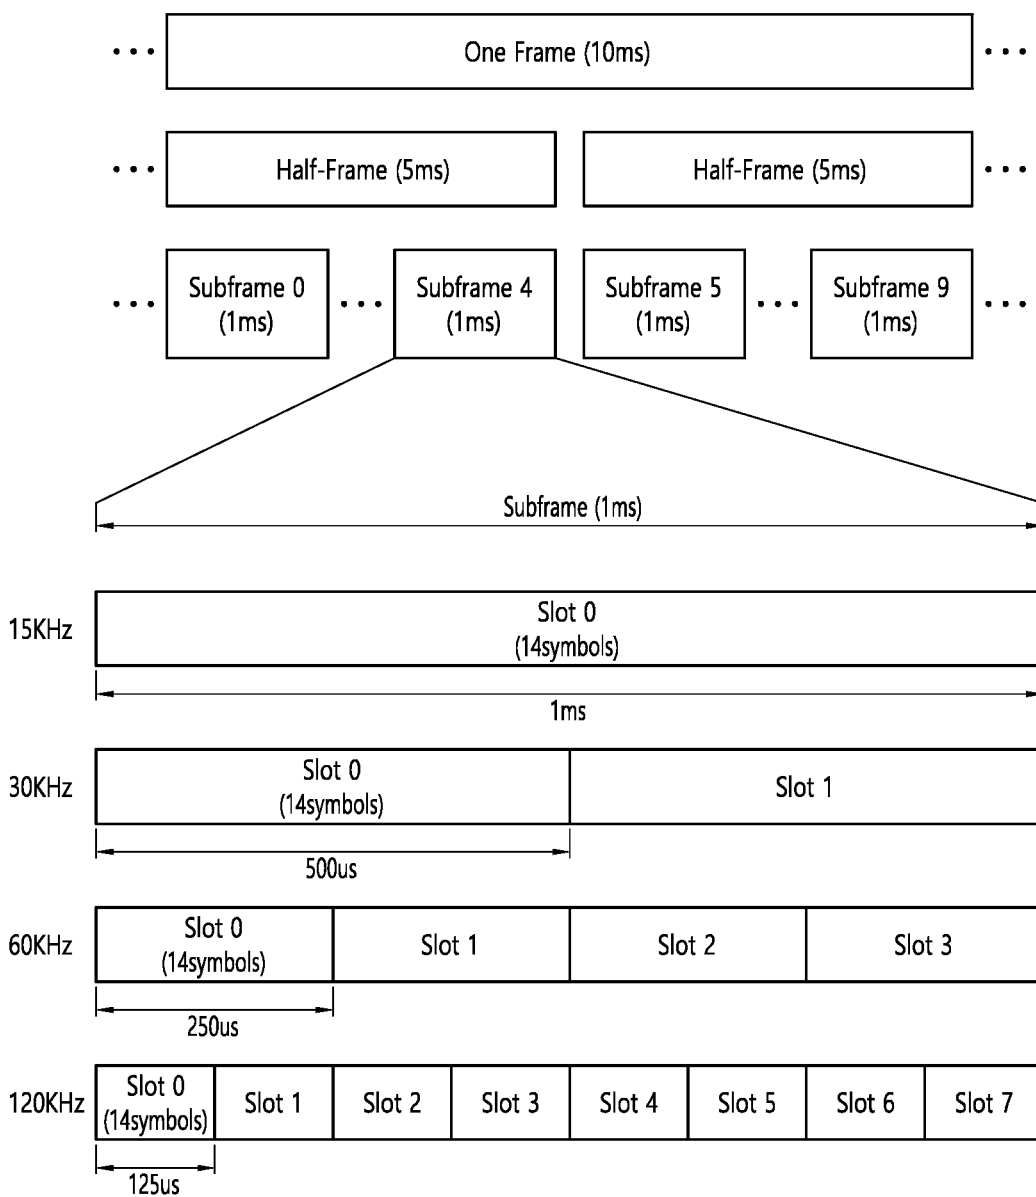 ... One Frame (10ms) ...
... Half-Frame (5ms) Half-Frame (5ms) ...
... Subframe 0 ... Subframe 4 Subframe 5 ... Subframe 9 ...
(1ms) (1ms) (1ms) (1ms)
Subframe (1ms)
15KHz Slot 0
(14symbols)
1ms
30KHz Slot 0 Slot 1
(14symbols)
500us
60KHz Slot 0 Slot 1 Slot 2 Slot 3
(14symbols)
250us
120KHz Slot 0 Slot 1 Slot 2 Slot 3 Slot 4 Slot 5 Slot 6 Slot 7
(14symbols)
125us